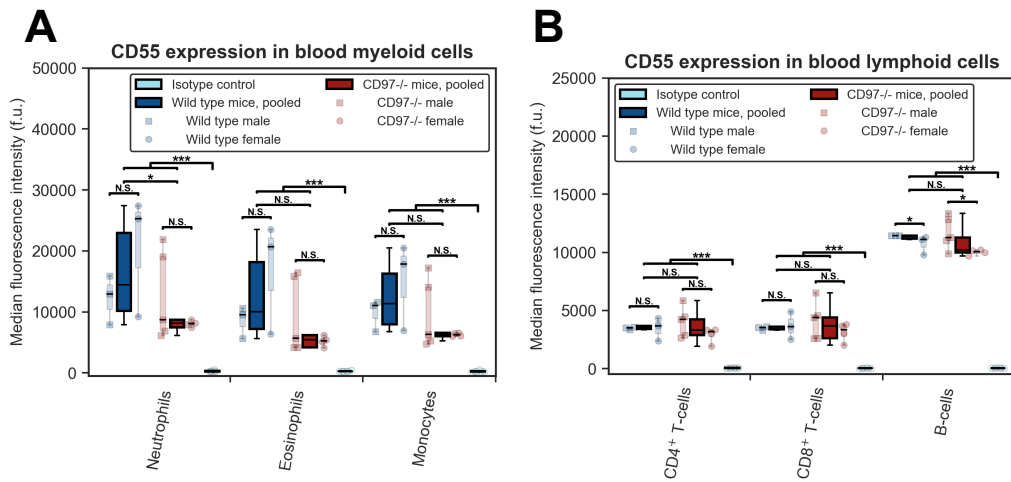 A
CD55 expression in blood myeloid cells
Median fluorescence intensity (f.u.)
50000
40000
30000
20000
10000
0
Isotype control
Wild type mice, pooled
Wild type male
Wild type female
CD97-/- mice, pooled
CD97-/- male
CD97-/- female
***
*
N.S.
N.S.
***
N.S.
N.S.
N.S.
***
N.S.
N.S.
N.S.
Neutrophils
Eosinophils
Monocytes
B
CD55 expression in blood lymphoid cells
Median fluorescence intensity (f.u.)
25000
20000
15000
10000
5000
0
Isotype control
Wild type mice, pooled
Wild type male
Wild type female
CD97-/- mice, pooled
CD97-/- male
CD97-/- female
***
N.S.
N.S.
N.S.
***
N.S.
N.S.
N.S.
***
N.S.
*
*
CD4⁺ T-cells
CD8⁺ T-cells
B-cells